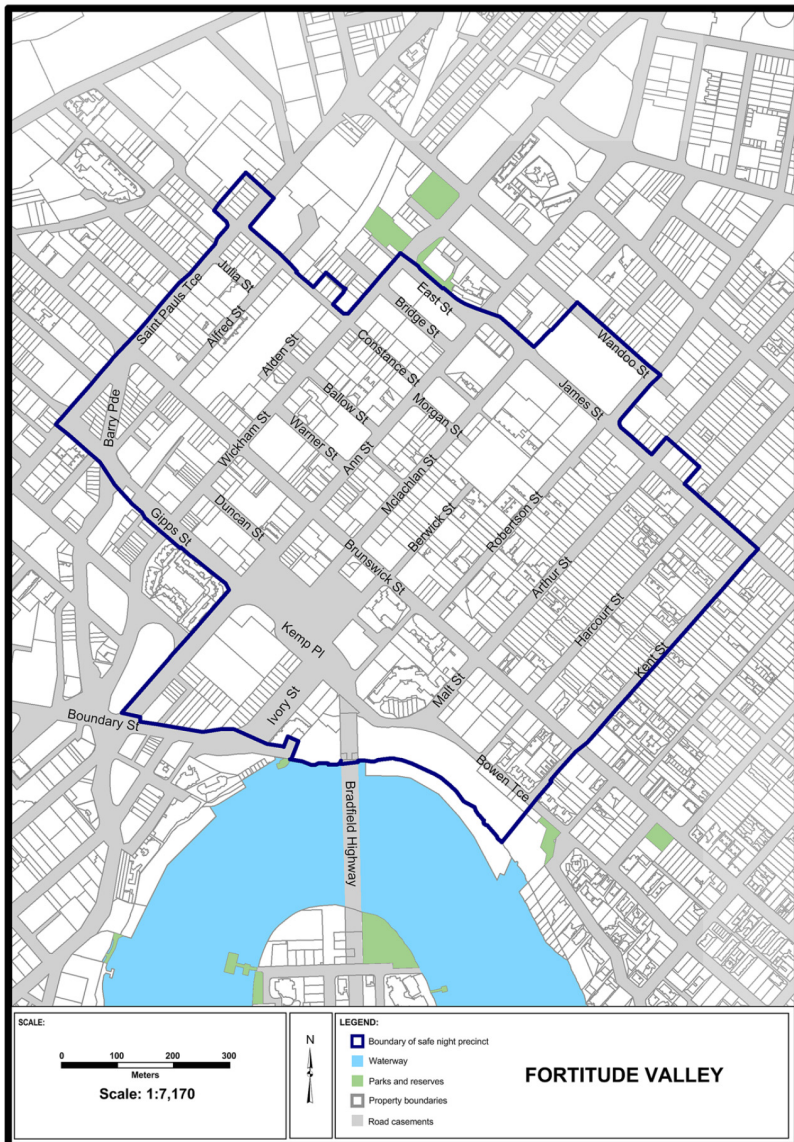 Julia St
Saint Pauls Tce
Alfred St
East St
Bridge St
Alden St
Constance St
Wandoo St
James St
Barry Pde
Ballow St
Morgan St
Wickham St
Warner St
Ann St
Mclachlan St
Gipps St
Duncan St
Berwick St
Robertson St
Brunswick St
Arthur St
Harcourt St
Kemp Pl
Kent St
Matt St
Ivory St
Boundary St
Bowen Tce
Bradfield Highway
SCALE:
0 100 200 300
Meters
Scale: 1:7,170
N
LEGEND:
Boundary of safe night precinct
Waterway
Parks and reserves
Property boundaries
Road casements
FORTITUDE VALLEY